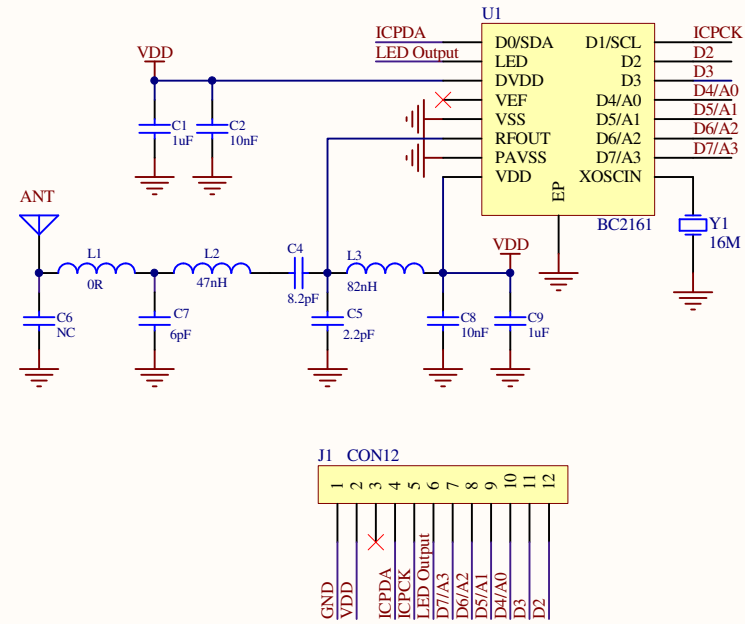 U1
ICPDA
LED Output
D0/SDA
LED
DVDD
VEF
VSS
RFOUT
PAVSS
VDD
D1/SCL
D2
D3
D4/A0
D5/A1
D6/A2
D7/A3
XOSCIN
EP
BC2161
ICPCK
D2
D3
D4/A0
D5/A1
D6/A2
D7/A3
VDD
C1
1uF
C2
10nF
Y1
16M
ANT
L1
0R
L2
47nH
C4
8.2pF
L3
82nH
VDD
C6
NC
C7
6pF
C5
2.2pF
C8
10nF
C9
1uF
J1 CON12
1 2 3 4 5 6 7 8 9 10 11 12
GND
VDD
ICPDA
ICPCK
LED Output
D7/A3
D6/A2
D5/A1
D4/A0
D3
D2